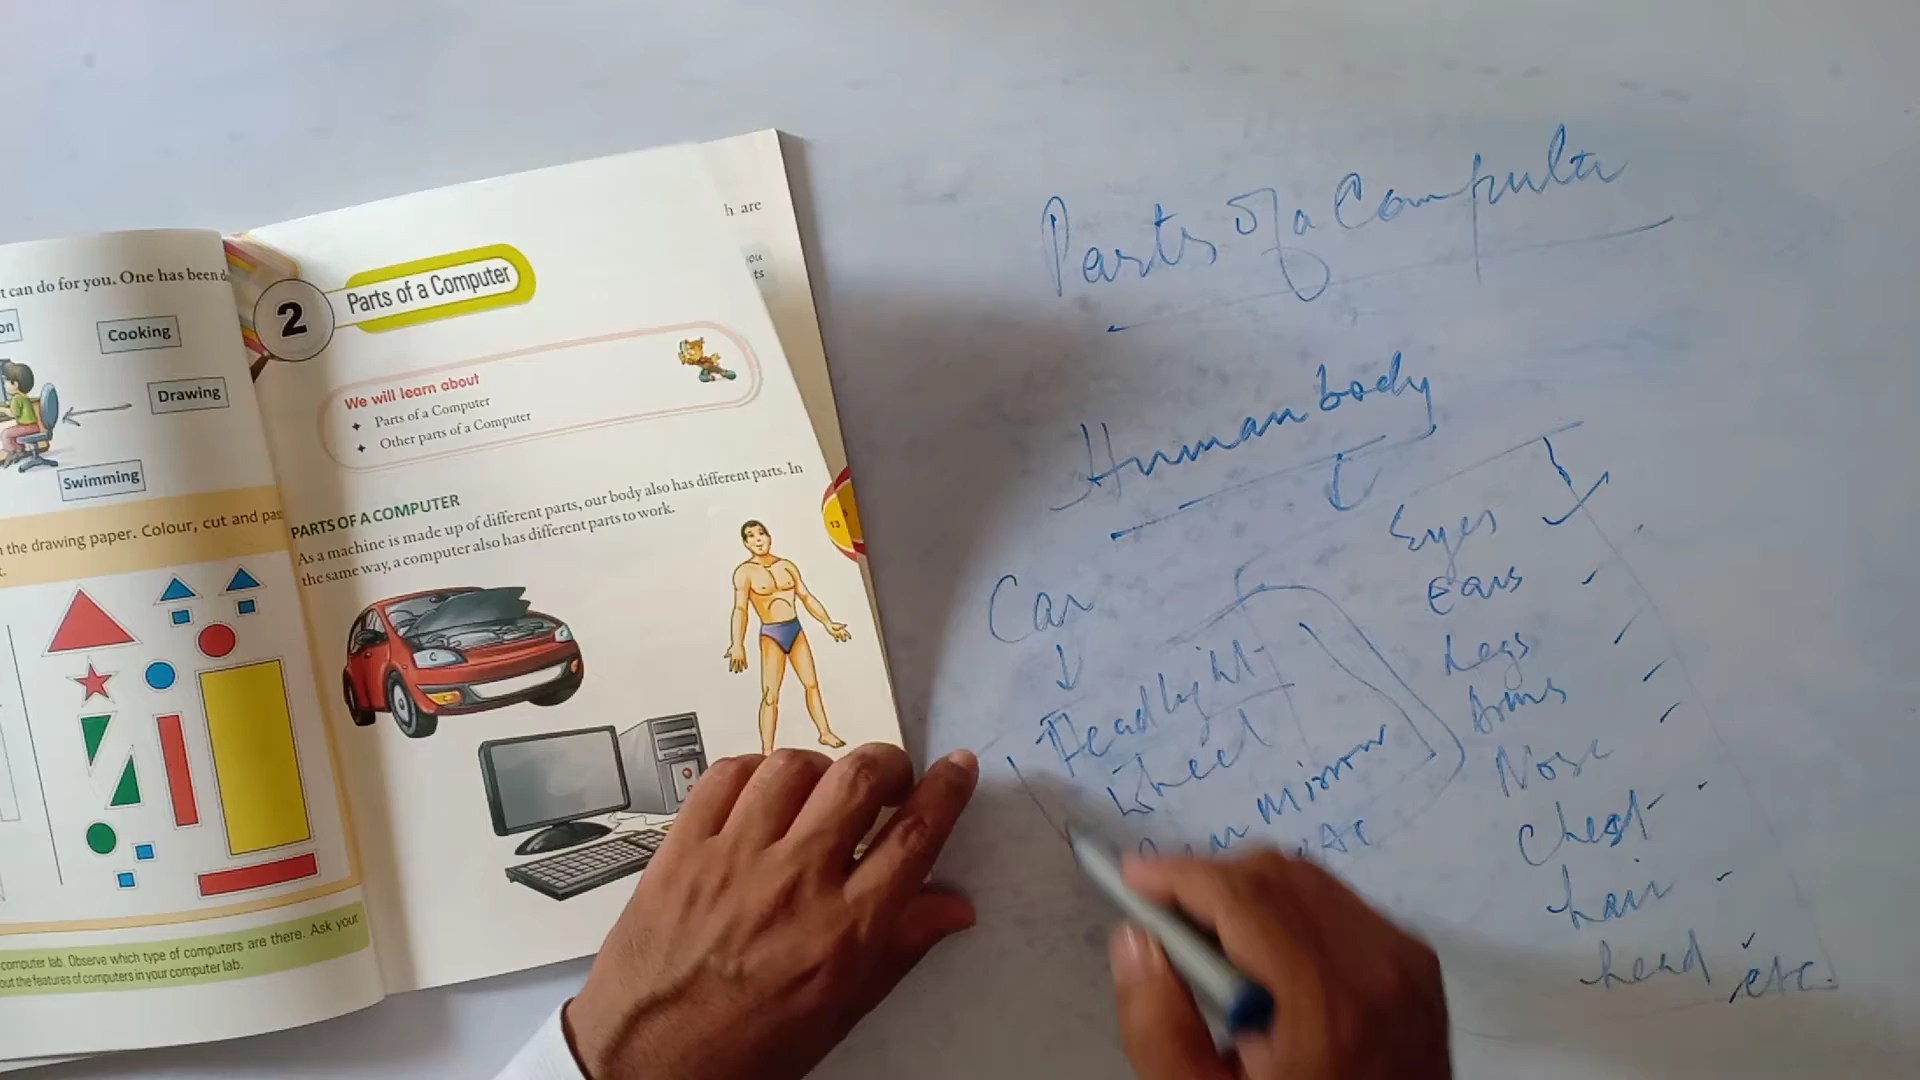 t can do for you. One has been d
on
Cooking
Drawing
Swimming
n the drawing paper. Colour, cut and pas
computer lab. Observe which type of computers are there. Ask your
out the features of computers in your computer lab.
h are
you
ts
2
Parts of a Computer
We will learn about
Parts of a Computer
Other parts of a Computer
PARTS OF A COMPUTER
As a machine is made up of different parts, our body also has different parts. In
the same way, a computer also has different parts to work.
13
Parts of a Computer
Human body
Car
Headlight
Wheel
mirror
Eyes
Ears
Legs
Arms
Nose
Chest
hair
head etc.